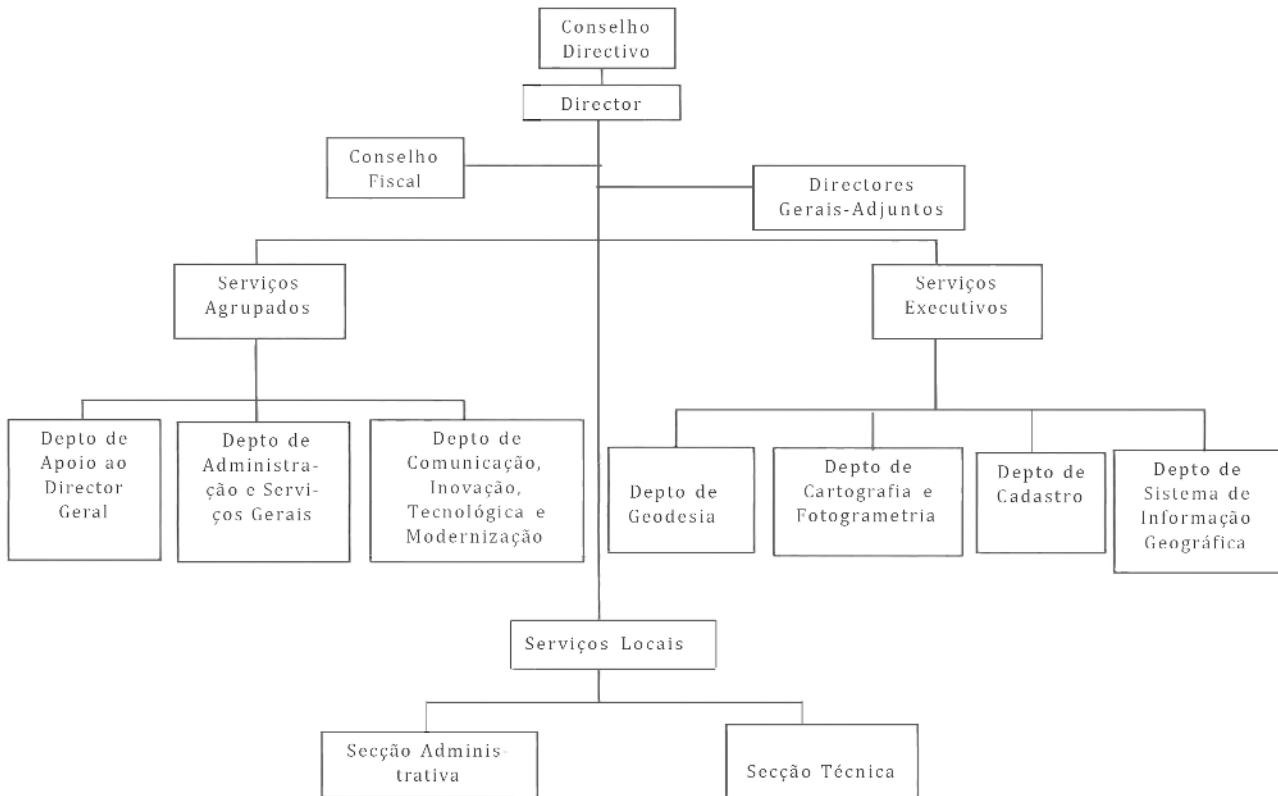 Conselho
Directivo
Director
Conselho
Fiscal
Directores
Gerais-Adjuntos
Serviços
Agrupados
Serviços
Executivos
Depto de
Apoio ao
Director
Geral
Depto de
Administra-
ção e Servi-
ços Gerais
Depto de
Comunicação,
Inovação,
Tecnológica e
Modernização
Depto de
Geodesia
Depto de
Cartografia e
Fotogrametria
Depto de
Cadastro
Depto de
Sistema de
Informação
Geográfica
Serviços Locais
Secção Adminis-
trativa
Secção Técnica